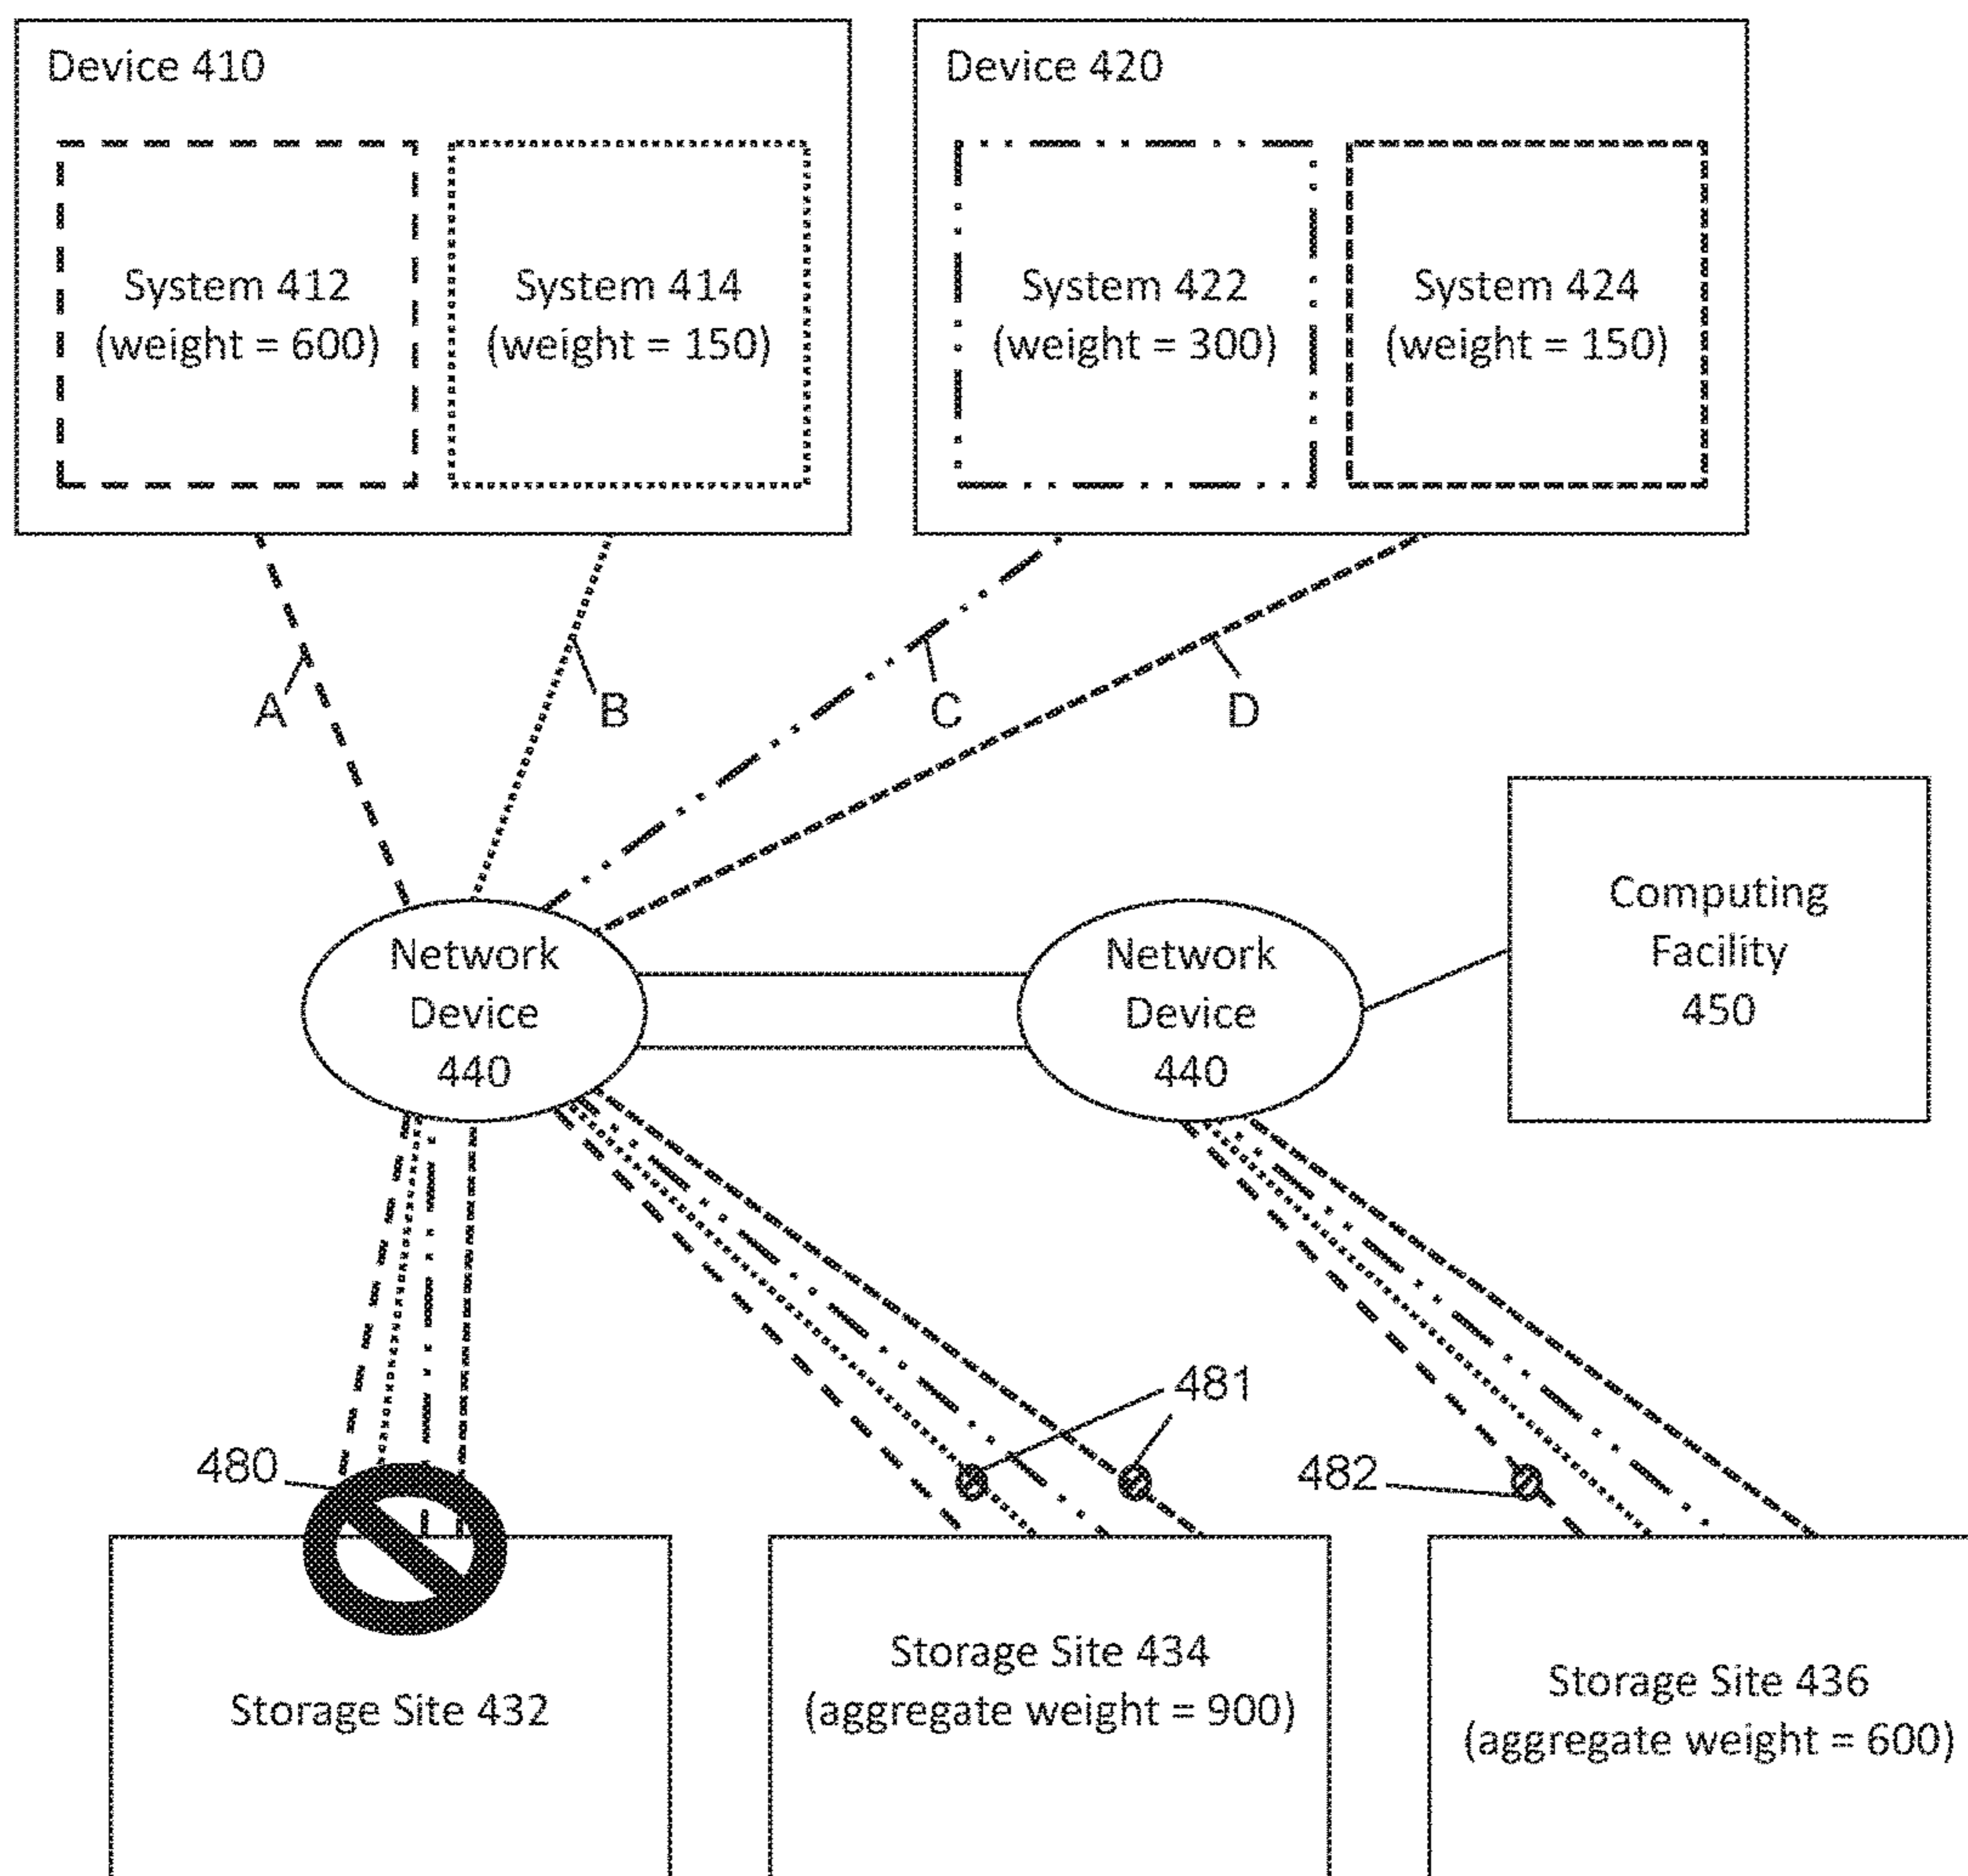 Device 410
Device 420
System 412
(weight = 600)
System 414
(weight = 150)
System 422
(weight = 300)
System 424
(weight = 150)
A
B
C
D
Network
Device
440
Network
Device
440
Computing
Facility
450
480
481
482
Storage Site 432
Storage Site 434
(aggregate weight = 900)
Storage Site 436
(aggregate weight = 600)